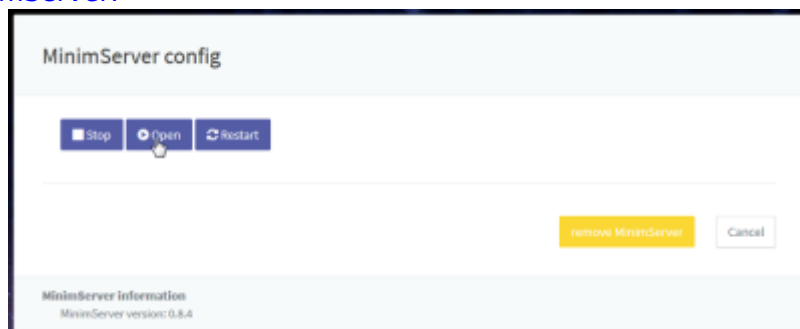 MinimServer config
Stop Open Restart
remove MinimServer Cancel
MinimServer information
MinimServer version: 0.8.4